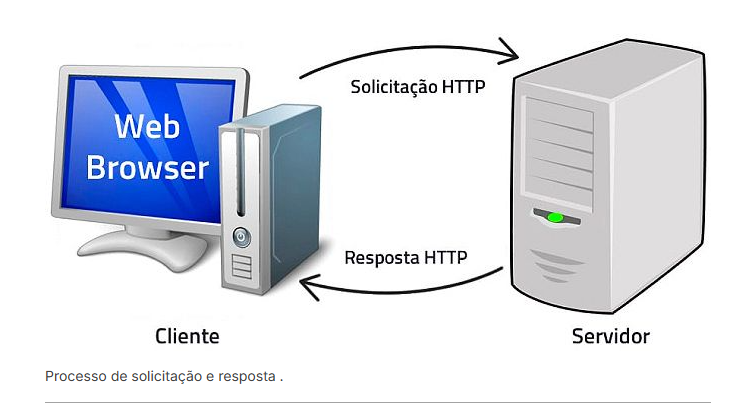 Web
Browser
Solicitação HTTP
Resposta HTTP
Cliente
Servidor
Processo de solicitação e resposta .